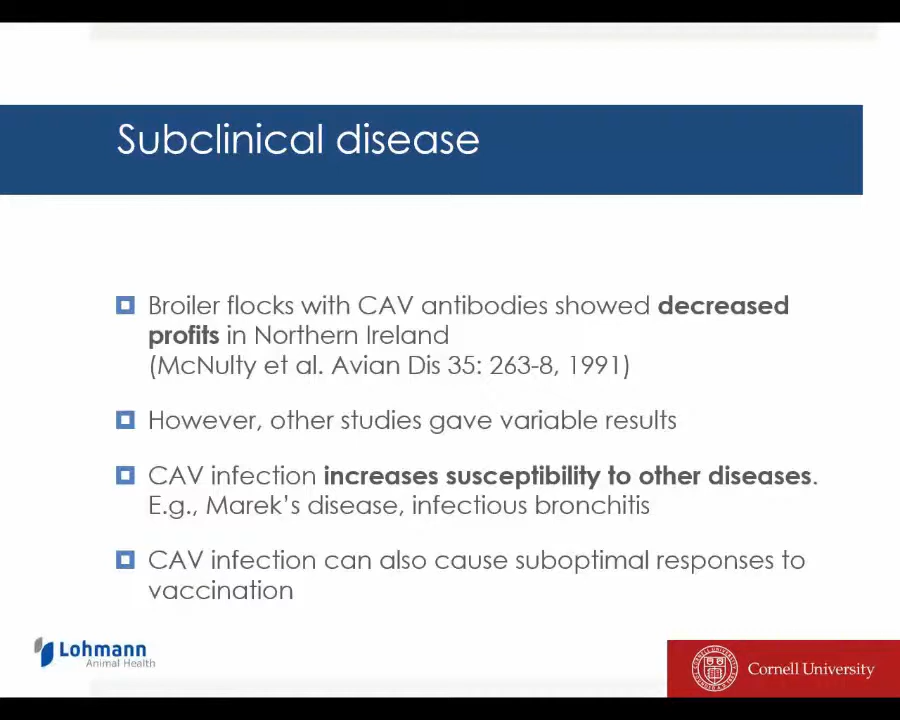 Subclinical disease
Broiler flocks with CAV antibodies showed decreased
profits in Northern Ireland
(McNulty et al. Avian Dis 35: 263-8, 1991)
However, other studies gave variable results
CAV infection increases susceptibility to other diseases.
E.g., Marek's disease, infectious bronchitis
CAV infection can also cause suboptimal responses to
vaccination
Lohmann
Animal Health
Cornell University